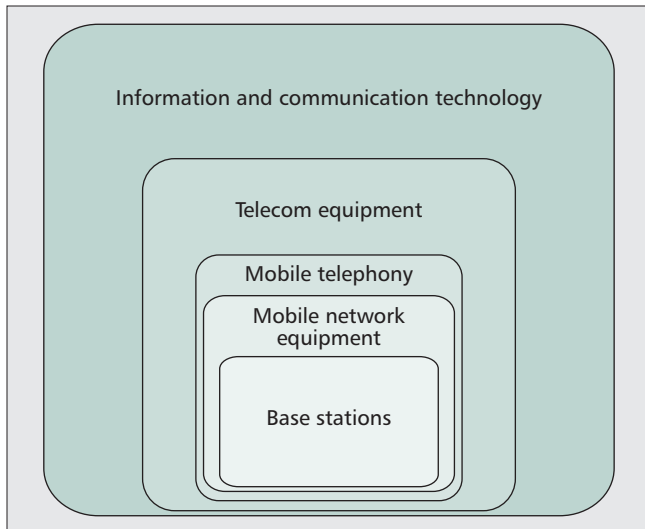 Information and communication technology
Telecom equipment
Mobile telephony
Mobile network
equipment
Base stations